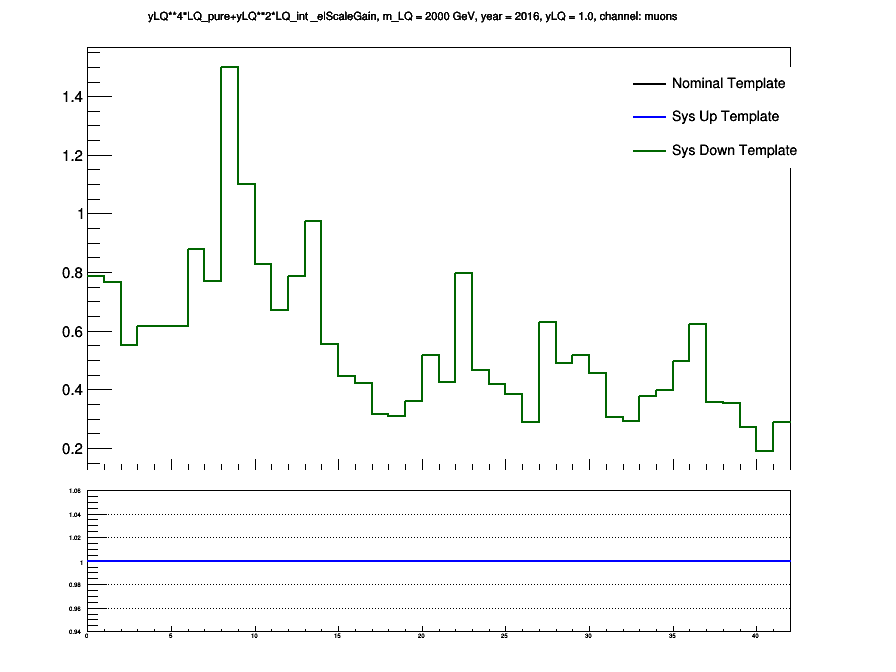 yLQ**4*LQ_pure+yLQ**2*LQ_int _elScaleGain, m_LQ = 2000 GeV, year = 2016, yLQ = 1.0, channel: muons
Nominal Template
Sys Up Template
Sys Down Template
1.4
1.2
1
0.8
0.6
0.4
0.2
1.06
1.04
1.02
1
0.98
0.96
0.94
0 5 10 15 20 25 30 35 40